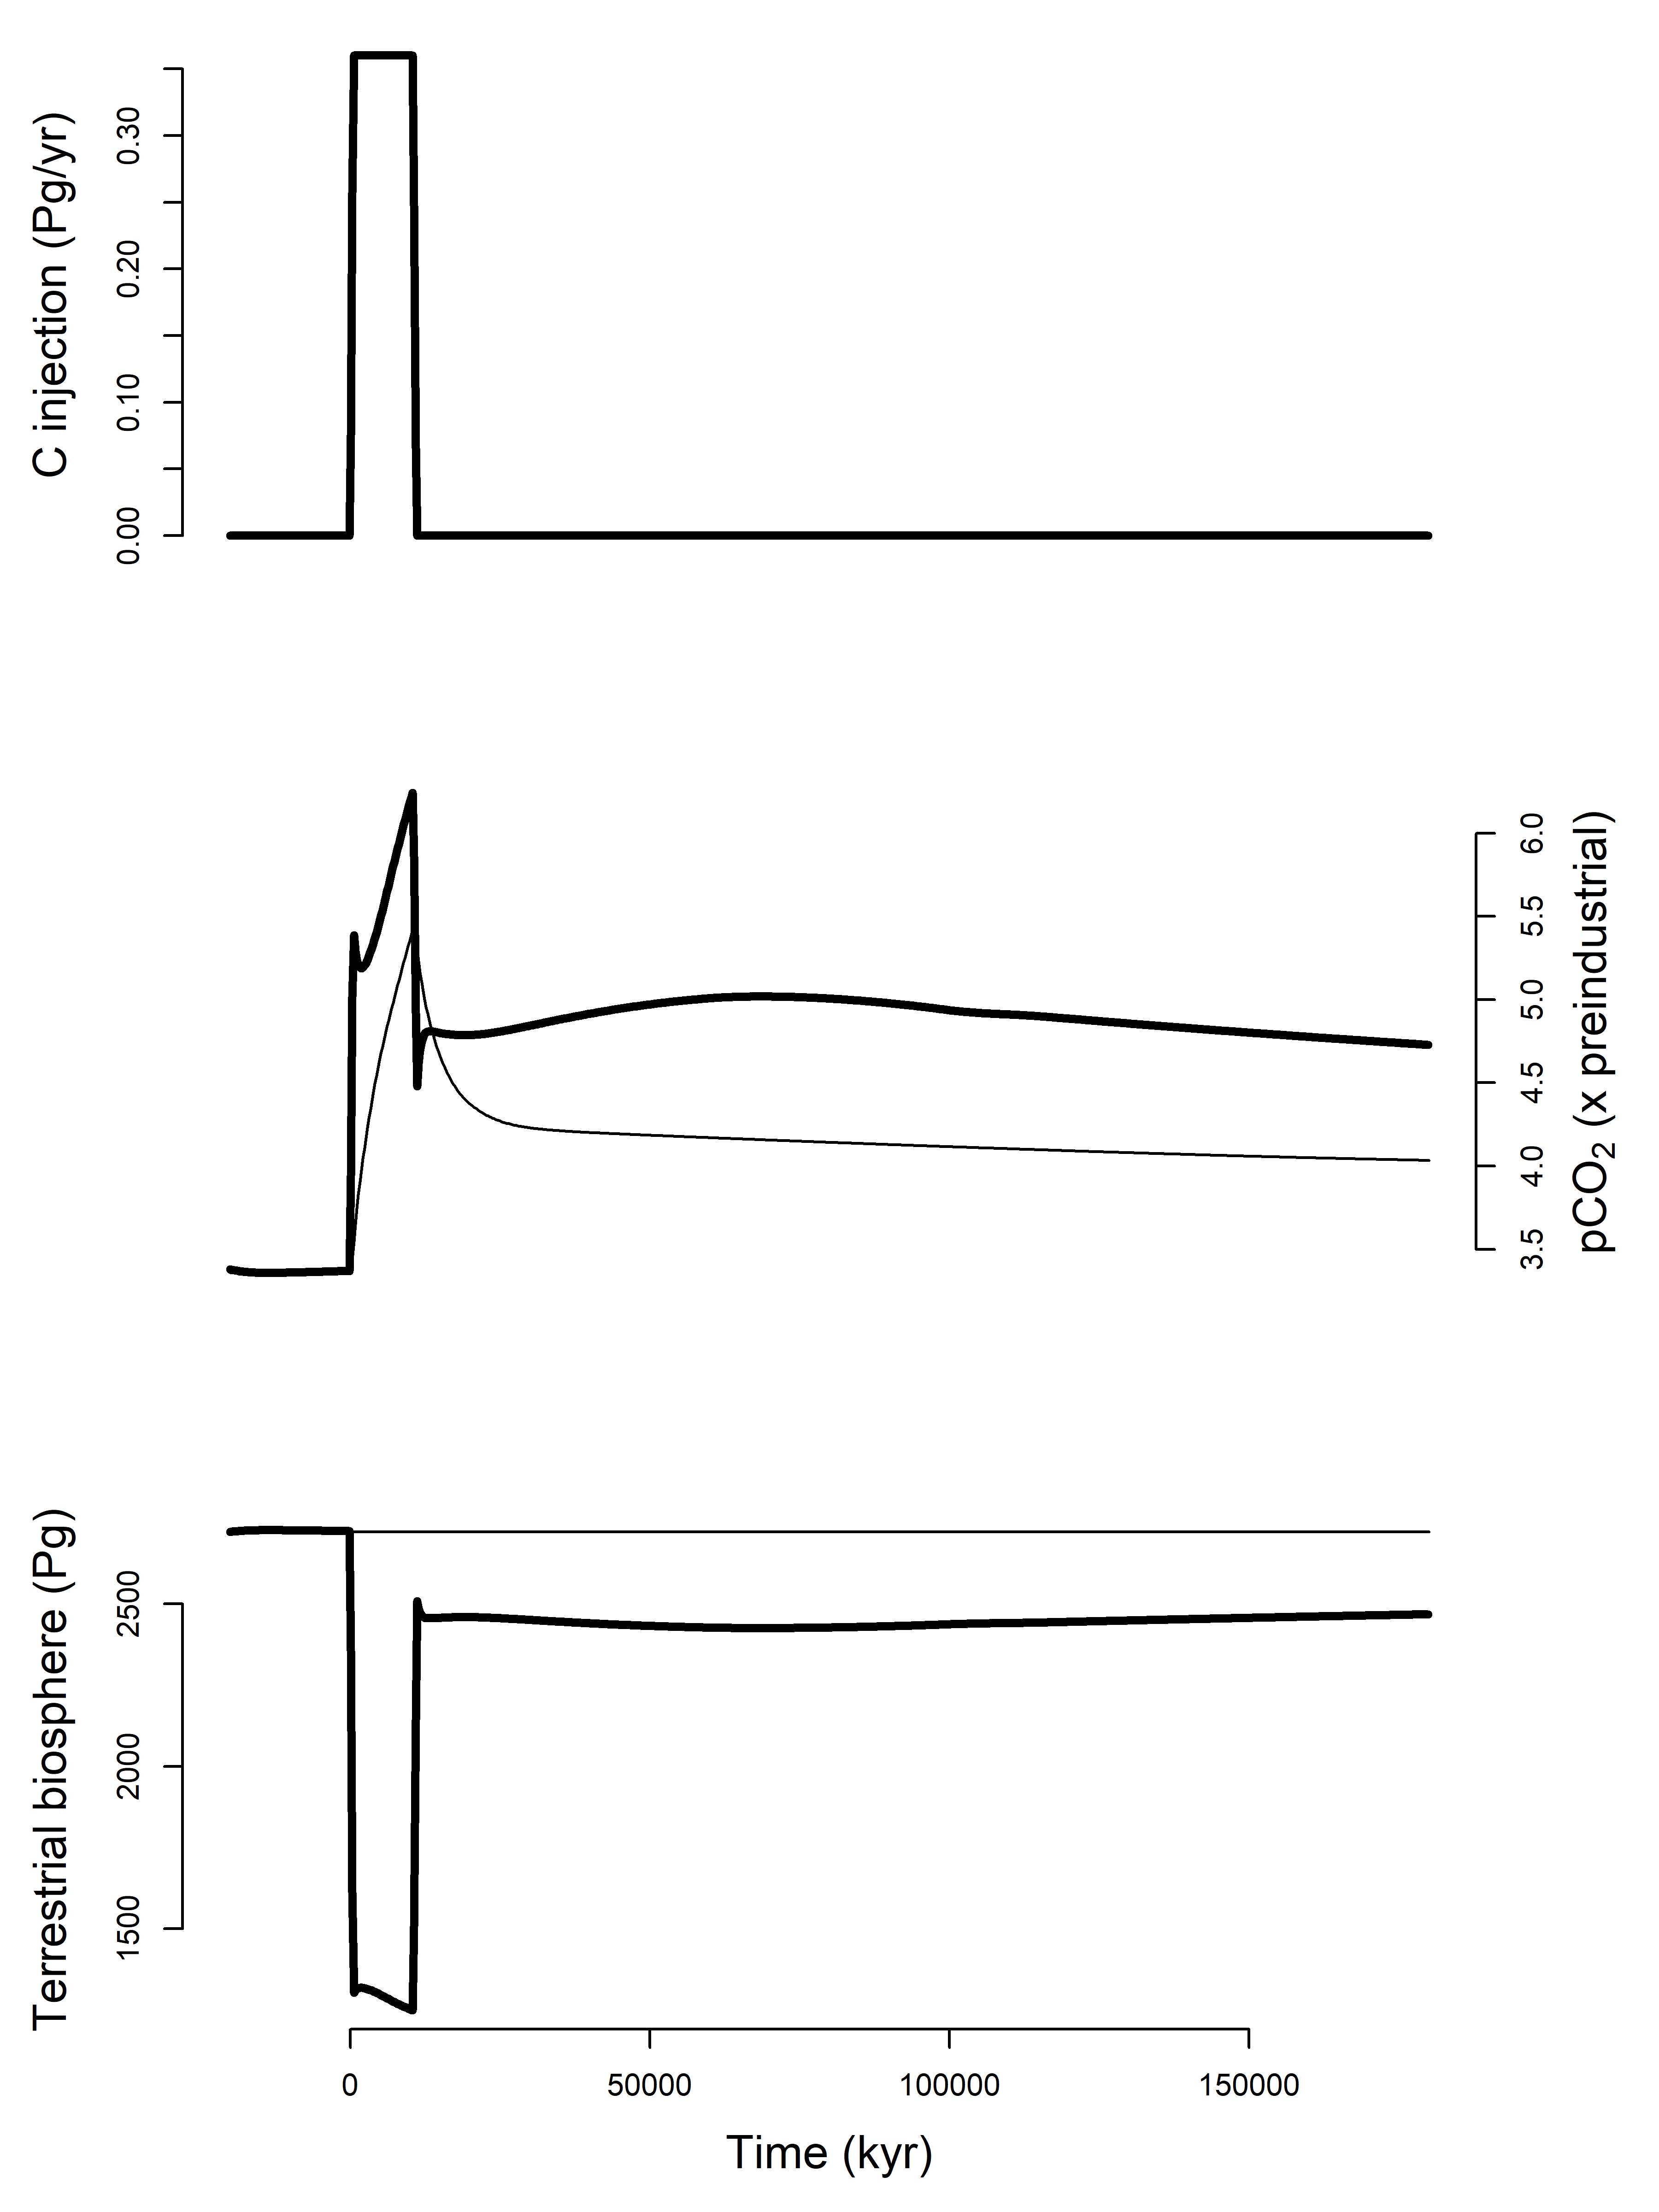 C injection (Pg/yr)
0.30
0.20
0.10
0.00
pCO₂ (x preindustrial)
6.0
5.5
5.0
4.5
4.0
3.5
Terrestrial biosphere (Pg)
2500
2000
1500
0 50000 100000 150000
Time (kyr)